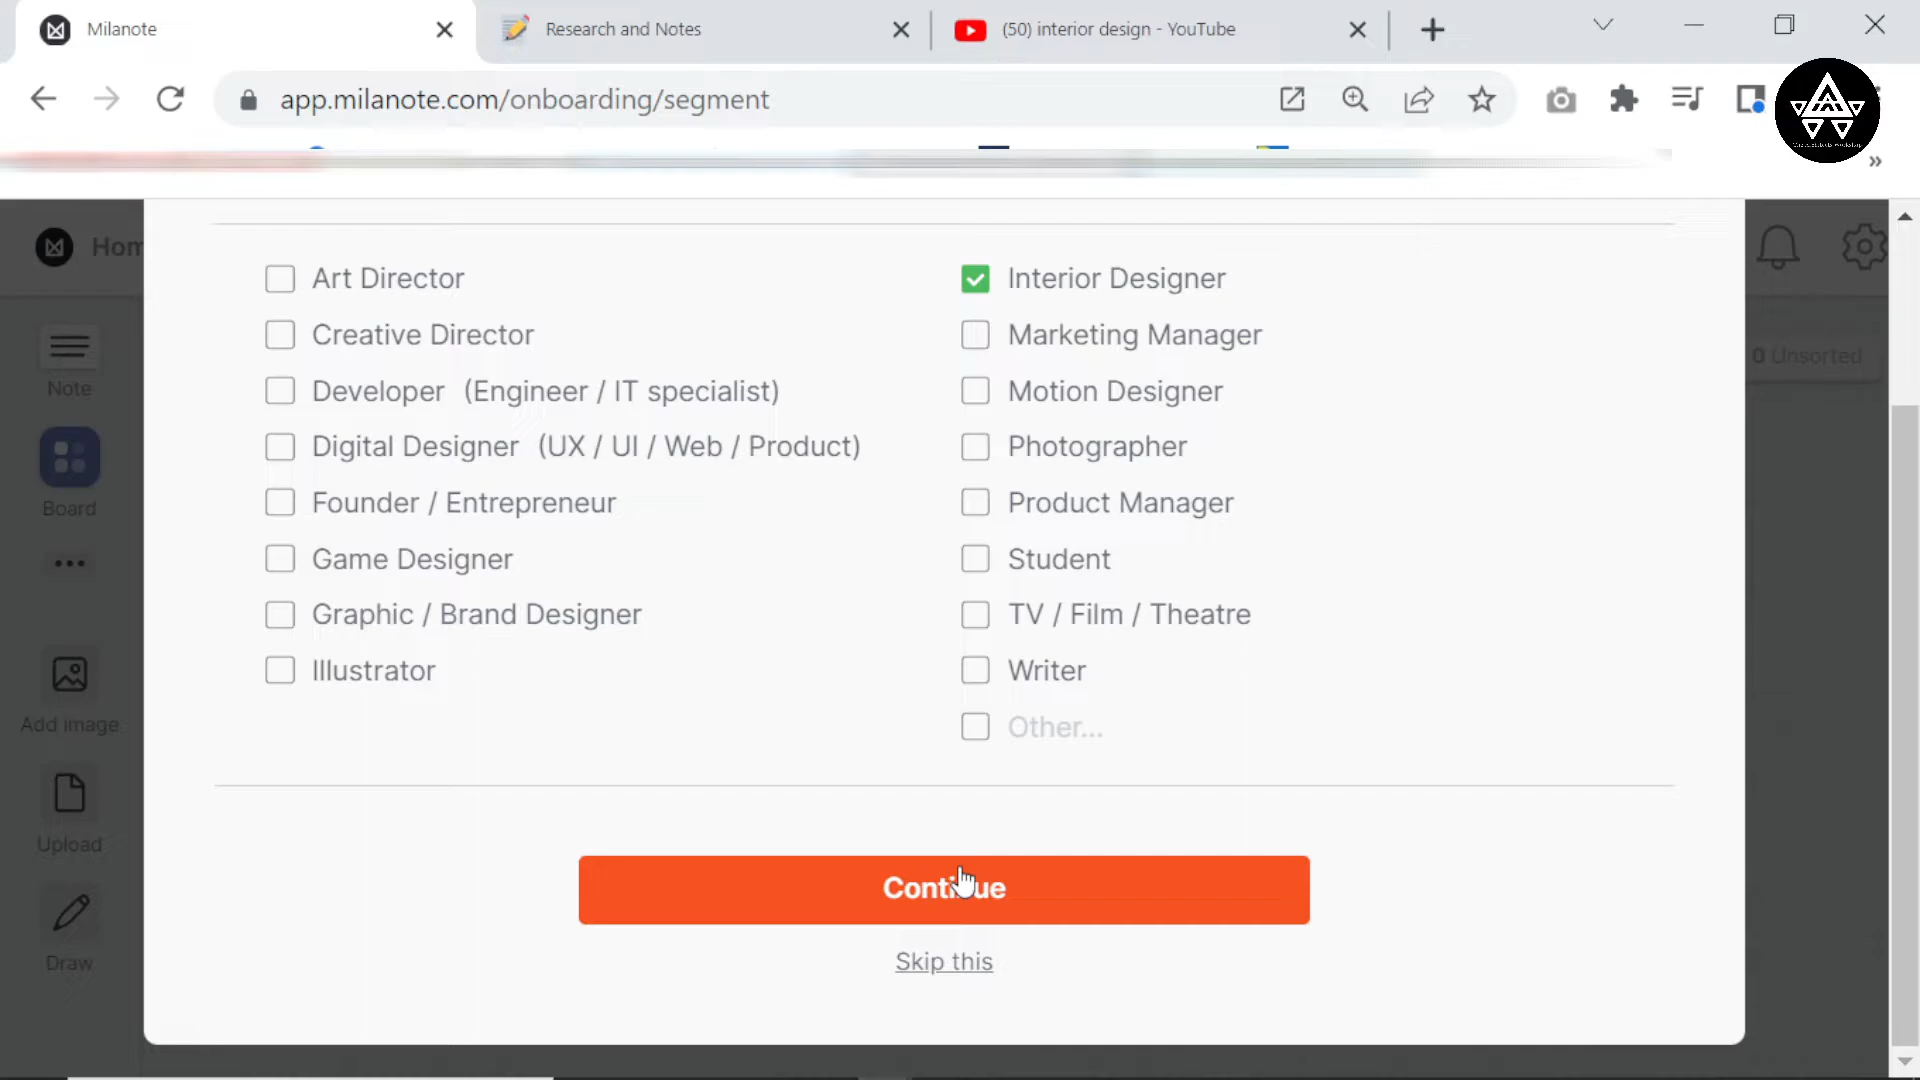 Milanote
Research and Notes
(50) interior design - YouTube
app.milanote.com/onboarding/segment
Hom
Art Director
Interior Designer
Creative Director
Marketing Manager
0 Unsorted
Note
Developer (Engineer / IT specialist)
Motion Designer
Digital Designer (UX / UI / Web / Product)
Photographer
Board
Founder / Entrepreneur
Product Manager
Game Designer
Student
Graphic / Brand Designer
TV / Film / Theatre
Illustrator
Writer
Add image
Other...
Upload
Continue
Draw
Skip this